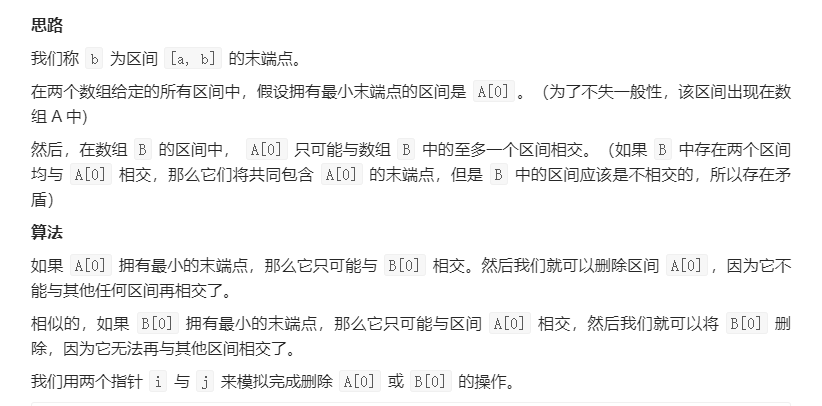 思路
我们称 b 为区间 [a, b] 的末端点。
在两个数组给定的所有区间中，假设拥有最小末端点的区间是 A[0] 。（为了不失一般性，该区间出现在数
组 A 中）
然后，在数组 B 的区间中， A[0] 只可能与数组 B 中的至多一个区间相交。（如果 B 中存在两个区间
均与 A[0] 相交，那么它们将共同包含 A[0] 的末端点，但是 B 中的区间应该是不相交的，所以存在矛
盾）
算法
如果 A[0] 拥有最小的末端点，那么它只可能与 B[0] 相交。然后我们就可以删除区间 A[0] ，因为它不
能与其他任何区间再相交了。
相似的，如果 B[0] 拥有最小的末端点，那么它只可能与区间 A[0] 相交，然后我们就可以将 B[0] 删
除，因为它无法再与其他区间相交了。
我们用两个指针 i 与 j 来模拟完成删除 A[0] 或 B[0] 的操作。